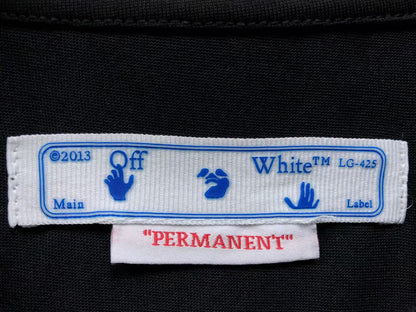 ©2013 Off White™ LG-425
Main Label
"PERMANENT"